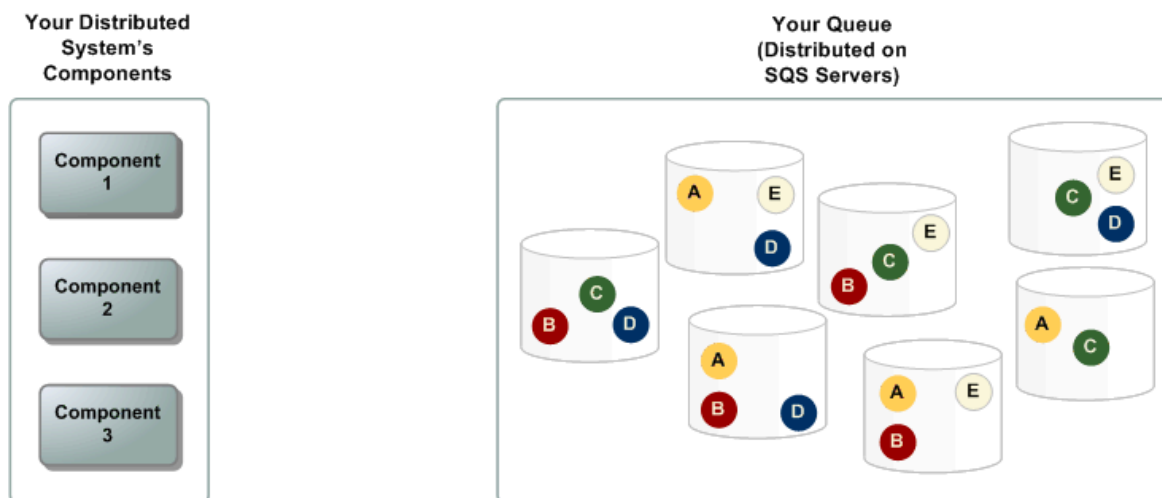 Your Distributed
System's
Components
Component
1
Component
2
Component
3
Your Queue
(Distributed on
SQS Servers)
B
C
D
A
E
D
A
B
D
B
C
E
A
B
E
C
E
D
A
C